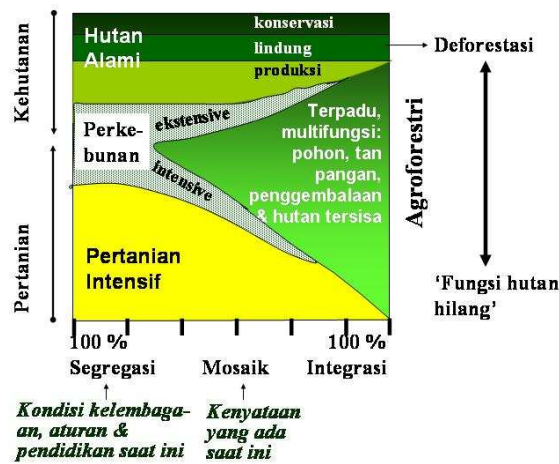 Kehutanan
Pertanian
Hutan
Alami
konservasi
lindung
produksi
Deforestasi
Perke-
bunan
ekstensive
intensive
Terpadu,
multifungsi:
pohon, tan
pangan,
penggembalaan
& hutan tersisa
Agroforestri
Pertanian
Intensif
'Fungsi hutan
hilang'
100 %
100 %
Segregasi
Mosaik
Integrasi
Kondisi kelembaga-
an, aturan &
pendidikan saat ini
Kenyataan
yang ada
saat ini